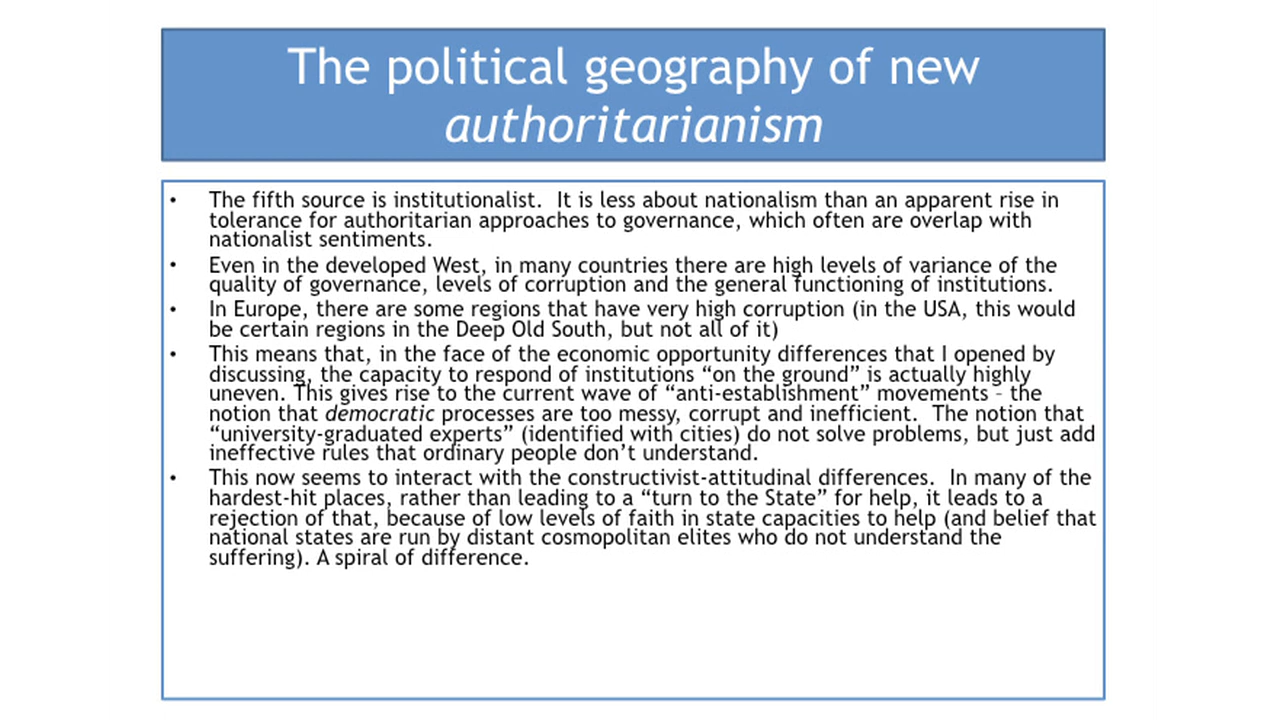 The political geography of new
authoritarianism
• The fifth source is institutionalist.  It is less about nationalism than an apparent rise in
tolerance for authoritarian approaches to governance, which often are overlap with
nationalist sentiments.
• Even in the developed West, in many countries there are high levels of variance of the
quality of governance, levels of corruption and the general functioning of institutions.
• In Europe, there are some regions that have very high corruption (in the USA, this would
be certain regions in the Deep Old South, but not all of it)
• This means that, in the face of the economic opportunity differences that I opened by
discussing, the capacity to respond of institutions “on the ground” is actually highly
uneven. This gives rise to the current wave of “anti-establishment” movements – the
notion that democratic processes are too messy, corrupt and inefficient.  The notion that
“university-graduated experts” (identified with cities) do not solve problems, but just add
ineffective rules that ordinary people don’t understand.
• This now seems to interact with the constructivist-attitudinal differences.  In many of the
hardest-hit places, rather than leading to a “turn to the State” for help, it leads to a
rejection of that, because of low levels of faith in state capacities to help (and belief that
national states are run by distant cosmopolitan elites who do not understand the
suffering). A spiral of difference.